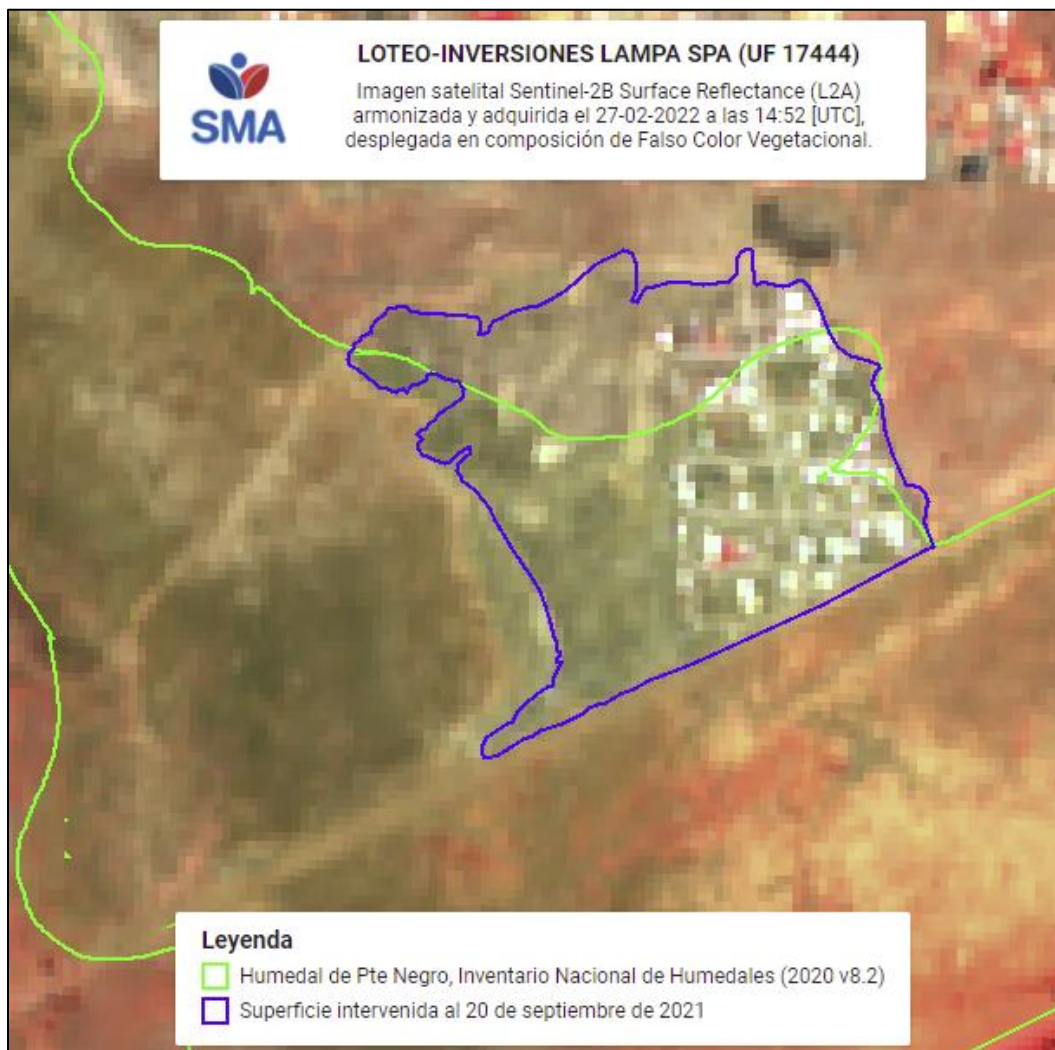 LOTEO-INVERSIONES LAMPA SPA (UF 17444)
Imagen satelital Sentinel-2B Surface Reflectance (L2A)
armonizada y adquirida el 27-02-2022 a las 14:52 [UTC],
desplegada en composición de Falso Color Vegetacional.
SMA
Leyenda
Humedal de Pte Negro, Inventario Nacional de Humedales (2020 v8.2)
Superficie intervenida al 20 de septiembre de 2021